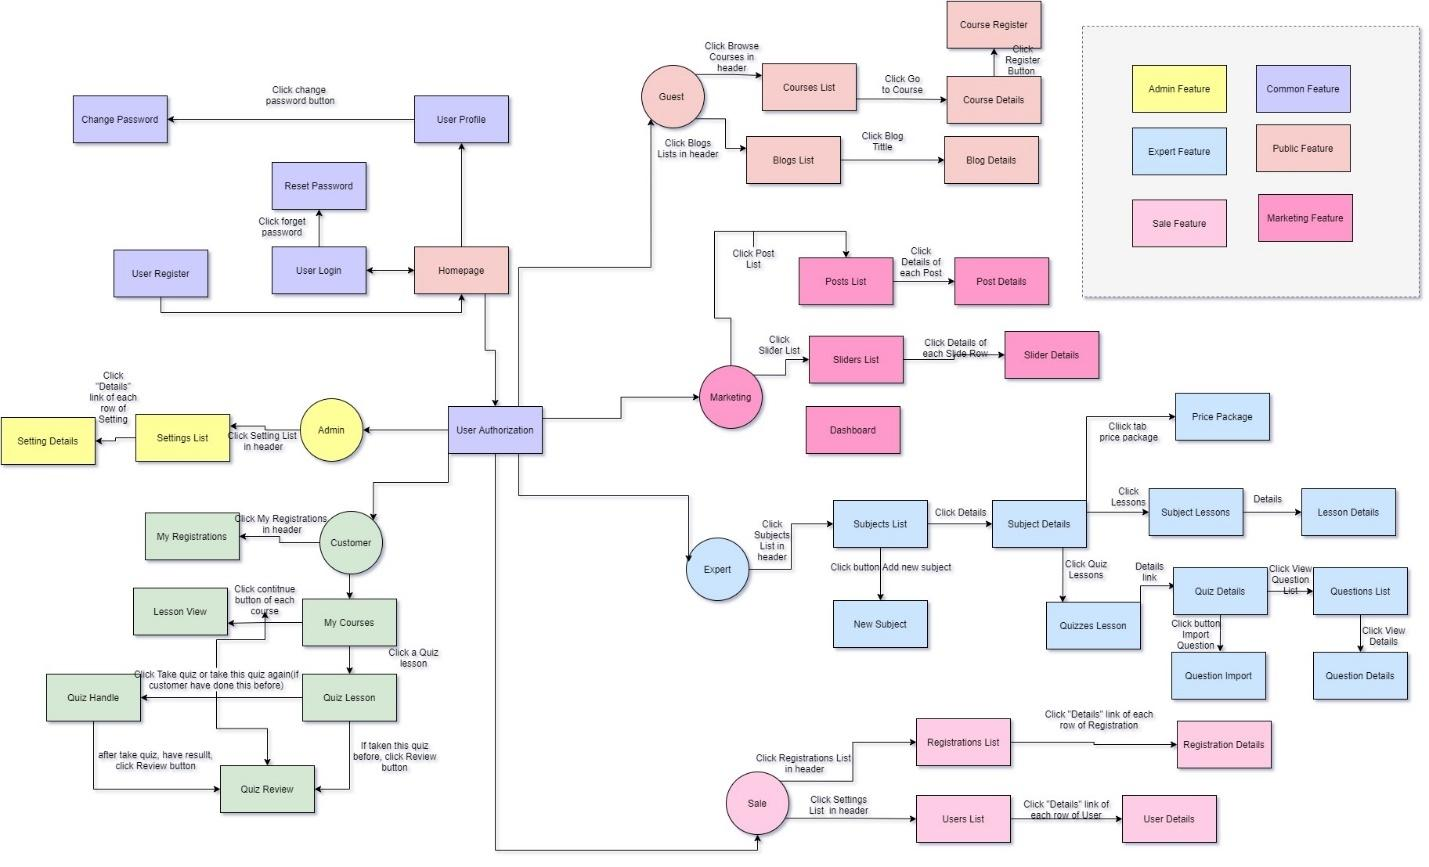 Course Register
Click
Register
Button
Click Browse
Courses in
header
Guest
Courses List
Click Go
to Course
Course Details
Click Blogs
Lists in header
Blogs List
Click Blog
Tittle
Blog Details
Admin Feature
Common Feature
Expert Feature
Public Feature
Sale Feature
Marketing Feature
Change Password
Click change
password button
User Profile
Reset Password
Click forget
password
User Register
User Login
Homepage
Click Post
List
Posts List
Click
Details of
each Post
Post Details
Click
Slider List
Sliders List
Click Details of
each Slide Row
Slider Details
Marketing
Dashboard
Click
"Details"
link of each
row of
Setting
Setting Details
Settings List
Click Setting List
in header
Admin
User Authorization
Price Package
Cliick tab
price package
My Registrations
Click My Registrations
in header
Customer
Expert
Click
Subjects
List in
header
Subjects List
Click Details
Subject Details
Click
Lessons
Subject Lessons
Details
Lesson Details
Click button Add new subject
New Subject
Click Quiz
Lessons
Quizzes Lesson
Details
link
Quiz Details
Click View
Question
List
Questions List
Click button
Import
Question
Question Import
Click View
Details
Question Details
Lesson View
Click contitnue
button of each
course
My Courses
Click a Quiz
lesson
Quiz Handle
Click Take quiz or take this quiz again(if
customer have done this before)
Quiz Lesson
after take quiz, have resullt,
click Review button
If taken this quiz
before, click Review
button
Quiz Review
Sale
Click Registrations List
in header
Registrations List
Click "Details" link of each
row of Registration
Registration Details
Click Settings
List in header
Users List
Click "Details" link of
each row of User
User Details